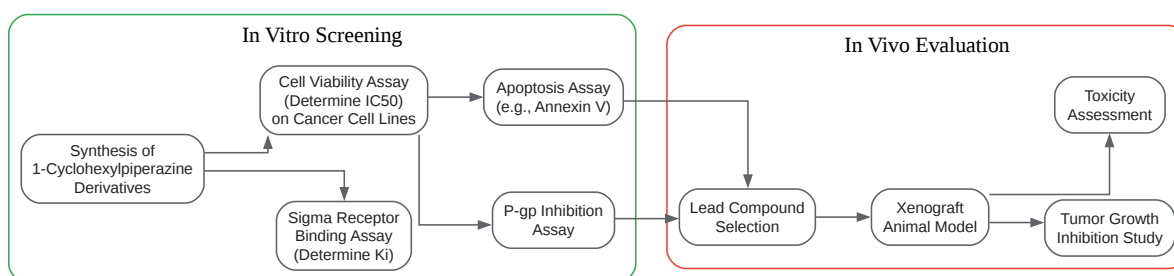 In Vitro Screening
Synthesis of
1-Cyclohexylpiperazine
Derivatives
Cell Viability Assay
(Determine IC50)
on Cancer Cell Lines
Sigma Receptor
Binding Assay
(Determine Ki)
Apoptosis Assay
(e.g., Annexin V)
P-gp Inhibition
Assay
In Vivo Evaluation
Lead Compound
Selection
Xenograft
Animal Model
Toxicity
Assessment
Tumor Growth
Inhibition Study